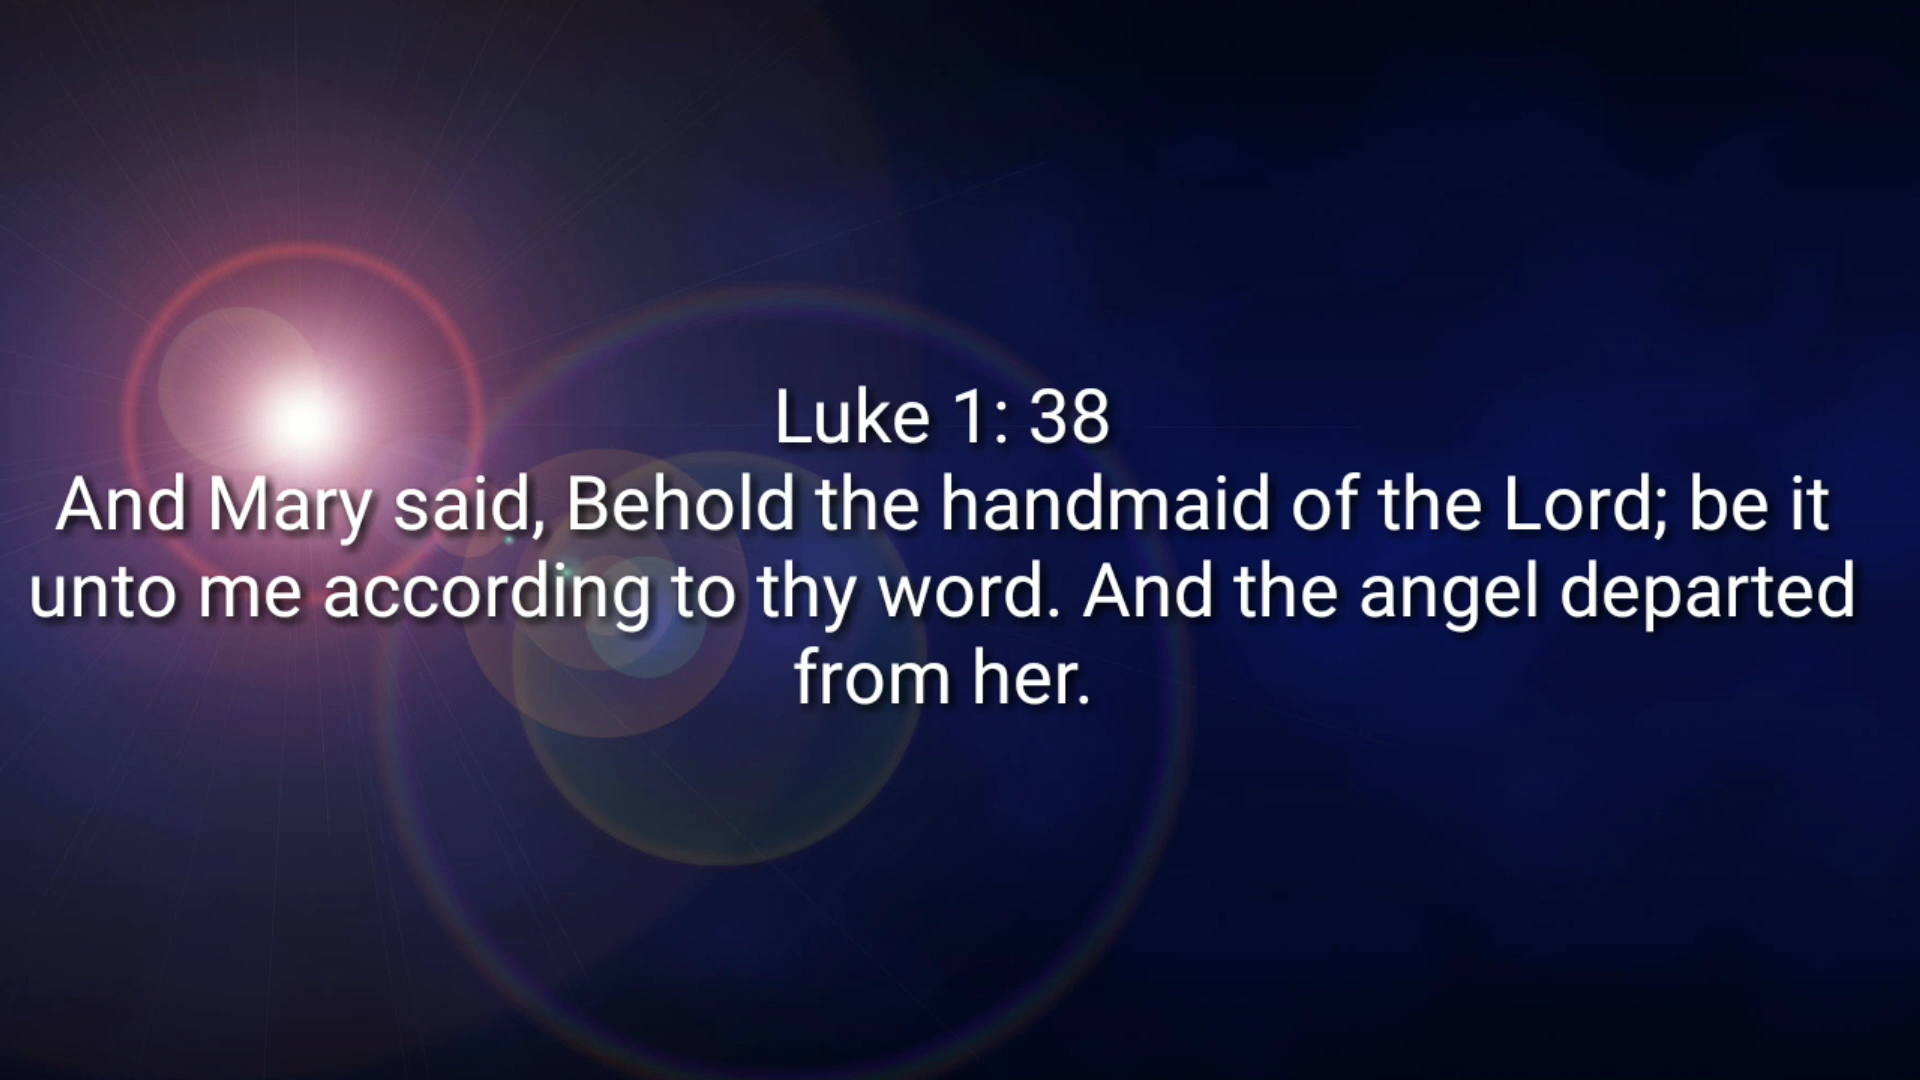 Luke 1: 38
And Mary said, Behold the handmaid of the Lord; be it
unto me according to thy word. And the angel departed
from her.